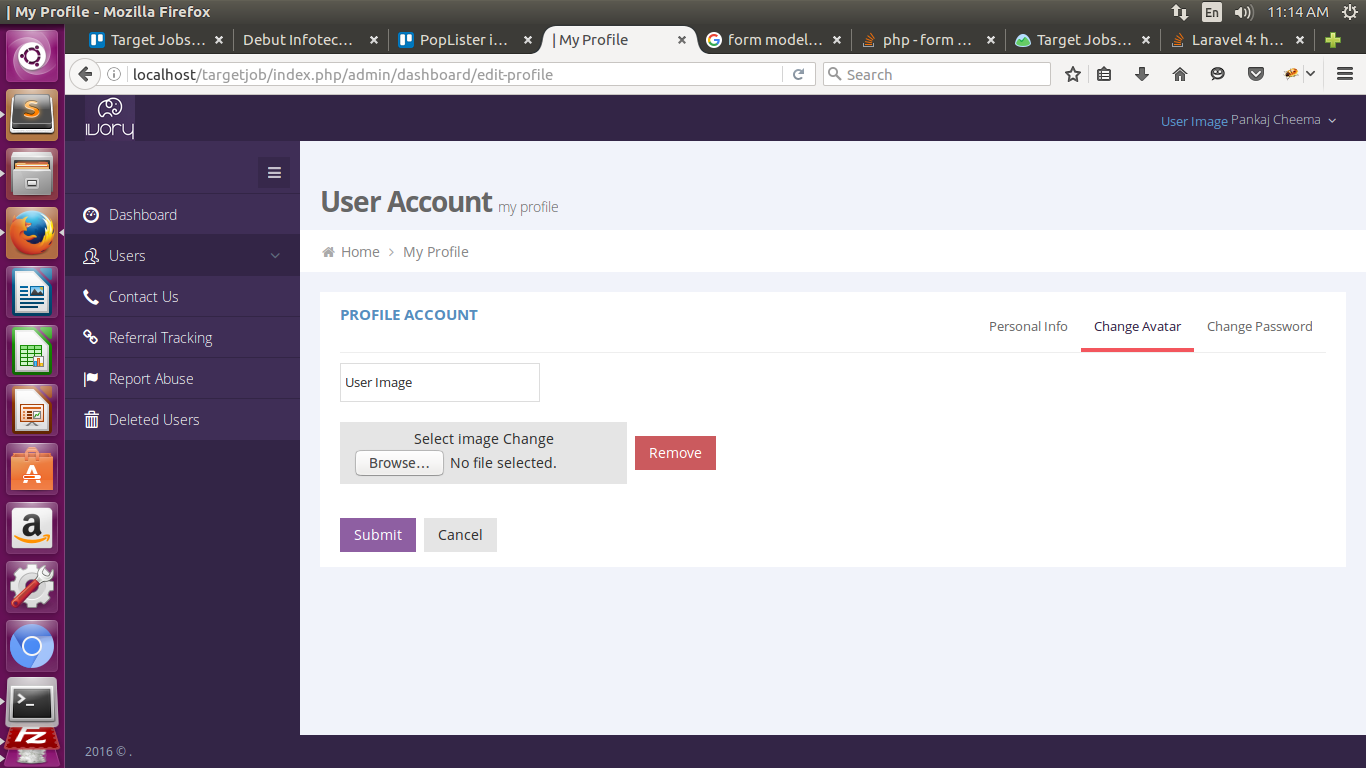 | My Profile - Mozilla Firefox
En
11:14 AM
Target Jobs...
Debut Infotec...
PopLister i...
| My Profile
form model...
php - form ...
Target Jobs...
Laravel 4: h...
localhost/targetjob/index.php/admin/dashboard/edit-profile
Search
ivory
User Image Pankaj Cheema
Dashboard
Users
Contact Us
Referral Tracking
Report Abuse
Deleted Users
User Account my profile
Home > My Profile
PROFILE ACCOUNT
Personal Info
Change Avatar
Change Password
User Image
Select image Change
Browse... No file selected.
Remove
Submit
Cancel
2016 © .